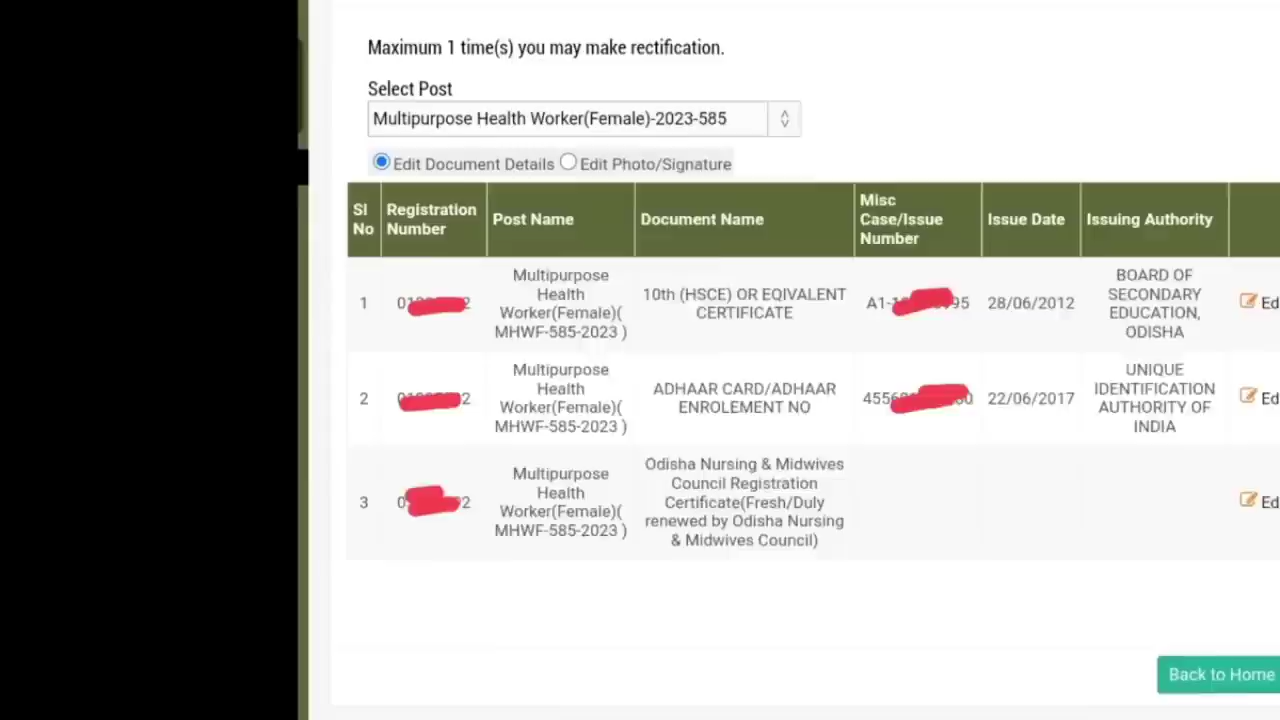 Maximum 1 time(s) you may make rectification.
Select Post
Multipurpose Health Worker(Female)-2023-585
Edit Document Details Edit Photo/Signature
Sl No Registration Number Post Name Document Name Misc Case/Issue Number Issue Date Issuing Authority
1
Multipurpose
Health
Worker(Female)(
MHWF-585-2023 )
10th (HSCE) OR EQIVALENT
CERTIFICATE
28/06/2012
BOARD OF
SECONDARY
EDUCATION,
ODISHA
2
Multipurpose
Health
Worker(Female)(
MHWF-585-2023 )
ADHAAR CARD/ADHAAR
ENROLEMENT NO
22/06/2017
UNIQUE
IDENTIFICATION
AUTHORITY OF
INDIA
3
Multipurpose
Health
Worker(Female)(
MHWF-585-2023 )
Odisha Nursing & Midwives
Council Registration
Certificate(Fresh/Duly
renewed by Odisha Nursing
& Midwives Council)
Back to Home